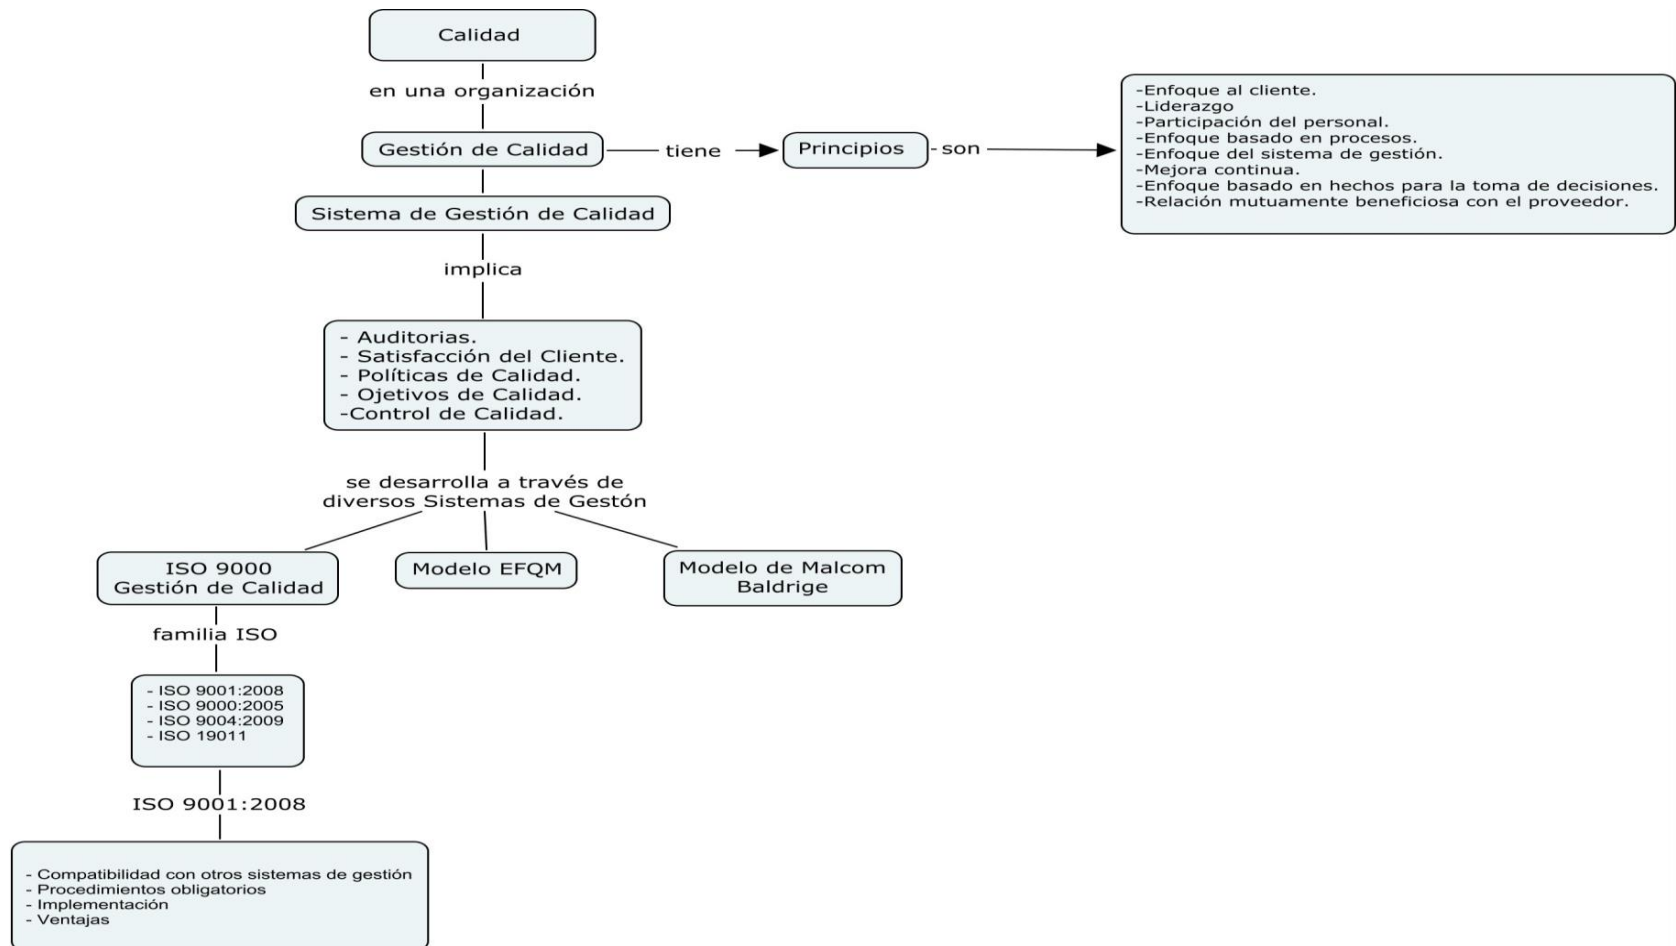 Calidad
en una organización
Gestión de Calidad
tiene
Principios
son
-Enfoque al cliente.
-Liderazgo
-Participación del personal.
-Enfoque basado en procesos.
-Enfoque del sistema de gestión.
-Mejora continua.
-Enfoque basado en hechos para la toma de decisiones.
-Relación mutuamente beneficiosa con el proveedor.
Sistema de Gestión de Calidad
implica
- Auditorias.
- Satisfacción del Cliente.
- Políticas de Calidad.
- Ojetivos de Calidad.
-Control de Calidad.
se desarrolla a través de
diversos Sistemas de Gestón
ISO 9000
Gestión de Calidad
Modelo EFQM
Modelo de Malcom
Baldrige
familia ISO
- ISO 9001:2008
- ISO 9000:2005
- ISO 9004:2009
- ISO 19011
ISO 9001:2008
- Compatibilidad con otros sistemas de gestión
- Procedimientos obligatorios
- Implementación
- Ventajas